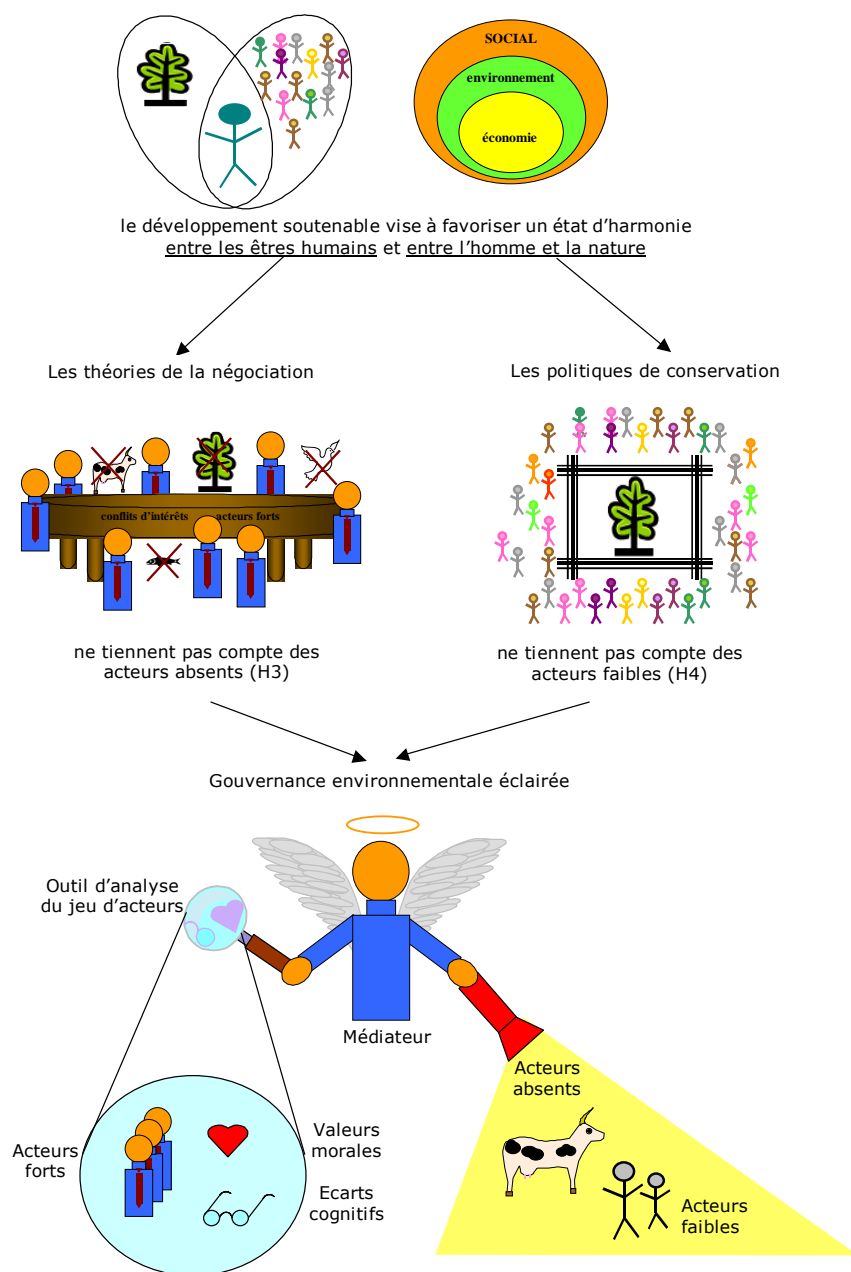 SOCIAL
environnement
économie
le développement soutenable vise à favoriser un état d'harmonie
entre les êtres humains et entre l'homme et la nature
Les théories de la négociation
Les politiques de conservation
conflits d'intérêts acteurs forts
ne tiennent pas compte des
acteurs absents (H3)
ne tiennent pas compte des
acteurs faibles (H4)
Gouvernance environnementale éclairée
Outil d'analyse
du jeu d'acteurs
Médiateur
Acteurs
absents
Acteurs
forts
Valeurs
morales
Ecarts
cognitifs
Acteurs
faibles